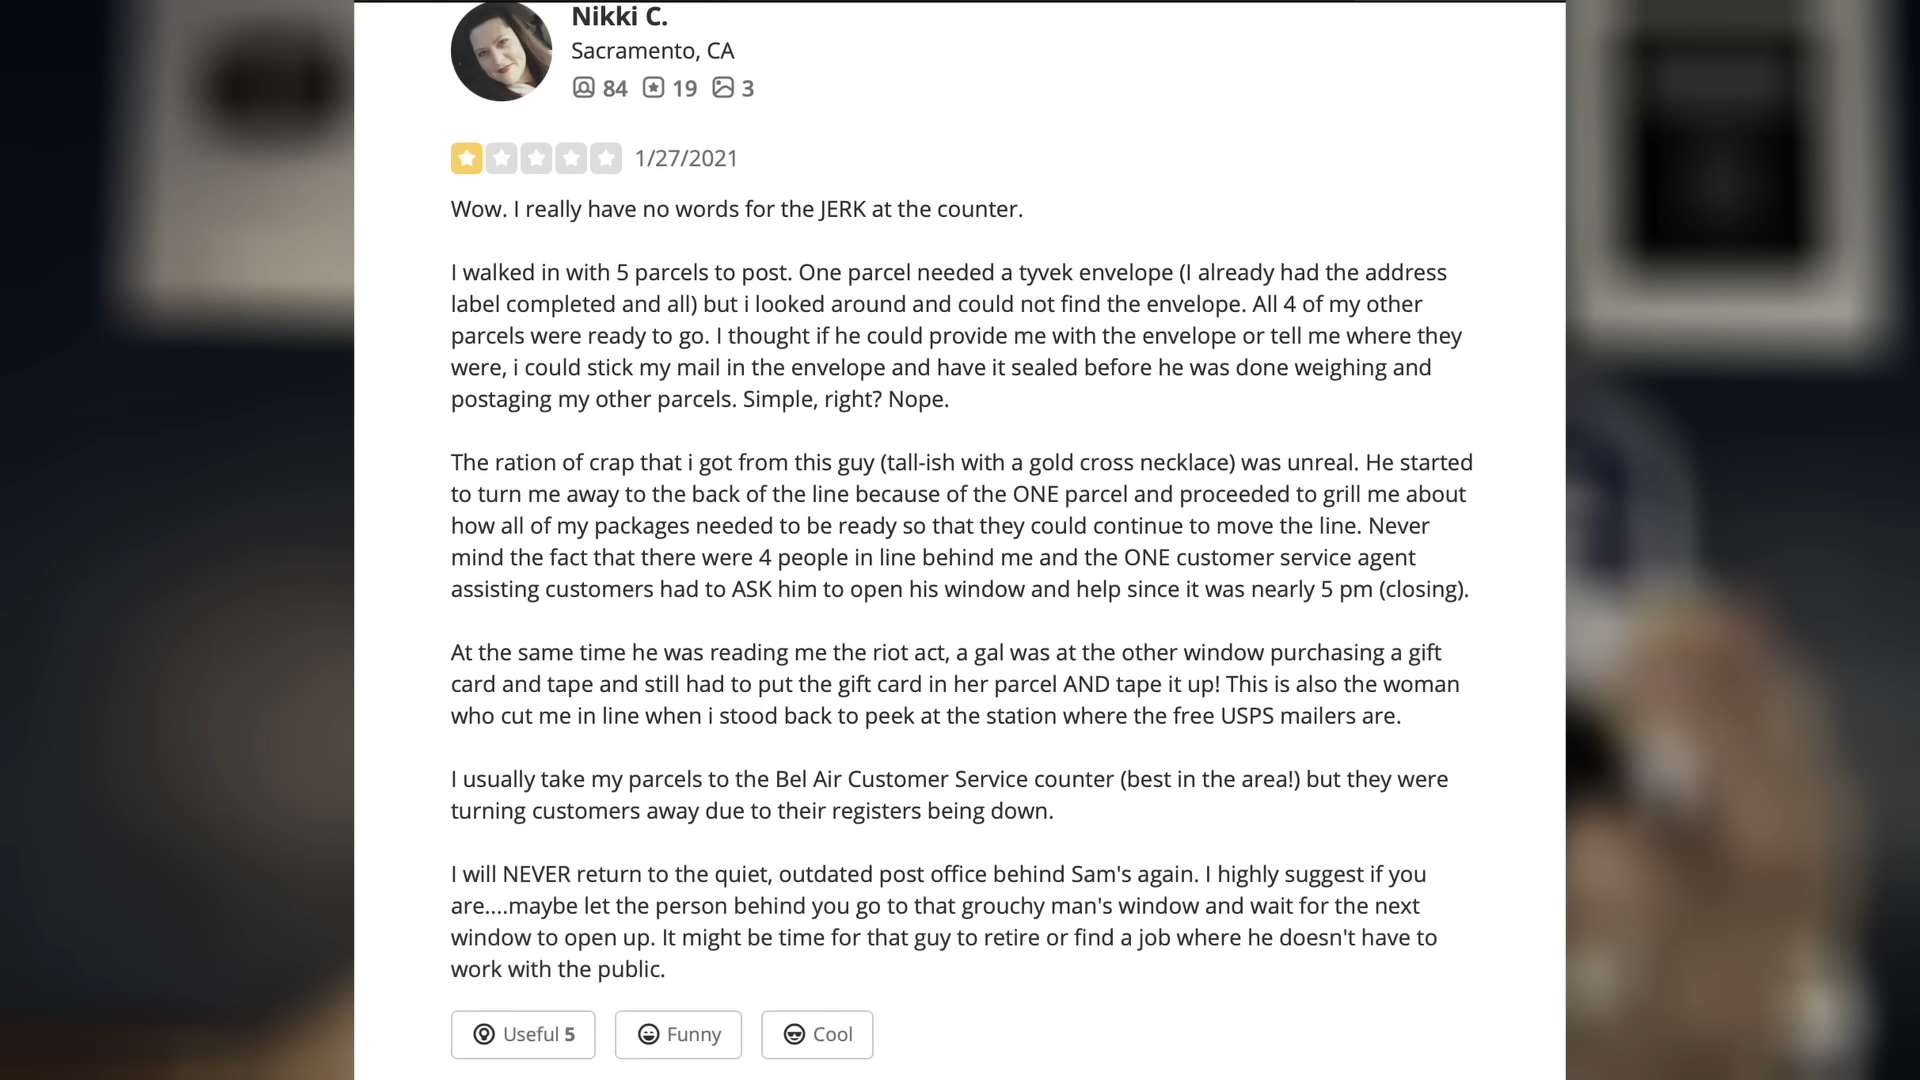 Nikki C.
Sacramento, CA
84 19 3
1/27/2021
Wow. I really have no words for the JERK at the counter.
I walked in with 5 parcels to post. One parcel needed a tyvek envelope (I already had the address
label completed and all) but i looked around and could not find the envelope. All 4 of my other
parcels were ready to go. I thought if he could provide me with the envelope or tell me where they
were, i could stick my mail in the envelope and have it sealed before he was done weighing and
postaging my other parcels. Simple, right? Nope.
The ration of crap that i got from this guy (tall-ish with a gold cross necklace) was unreal. He started
to turn me away to the back of the line because of the ONE parcel and proceeded to grill me about
how all of my packages needed to be ready so that they could continue to move the line. Never
mind the fact that there were 4 people in line behind me and the ONE customer service agent
assisting customers had to ASK him to open his window and help since it was nearly 5 pm (closing).
At the same time he was reading me the riot act, a gal was at the other window purchasing a gift
card and tape and still had to put the gift card in her parcel AND tape it up! This is also the woman
who cut me in line when i stood back to peek at the station where the free USPS mailers are.
I usually take my parcels to the Bel Air Customer Service counter (best in the area!) but they were
turning customers away due to their registers being down.
I will NEVER return to the quiet, outdated post office behind Sam's again. I highly suggest if you
are....maybe let the person behind you go to that grouchy man's window and wait for the next
window to open up. It might be time for that guy to retire or find a job where he doesn't have to
work with the public.
Useful 5 Funny Cool